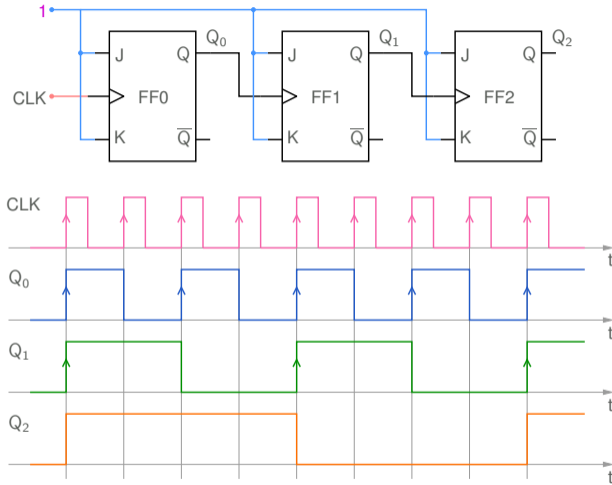 1
J Q Q₀ J Q Q₁ J Q Q₂
CLK FF0 FF1 FF2
K Q̅ K Q̅ K Q̅
CLK
t
Q₀
t
Q₁
t
Q₂
t